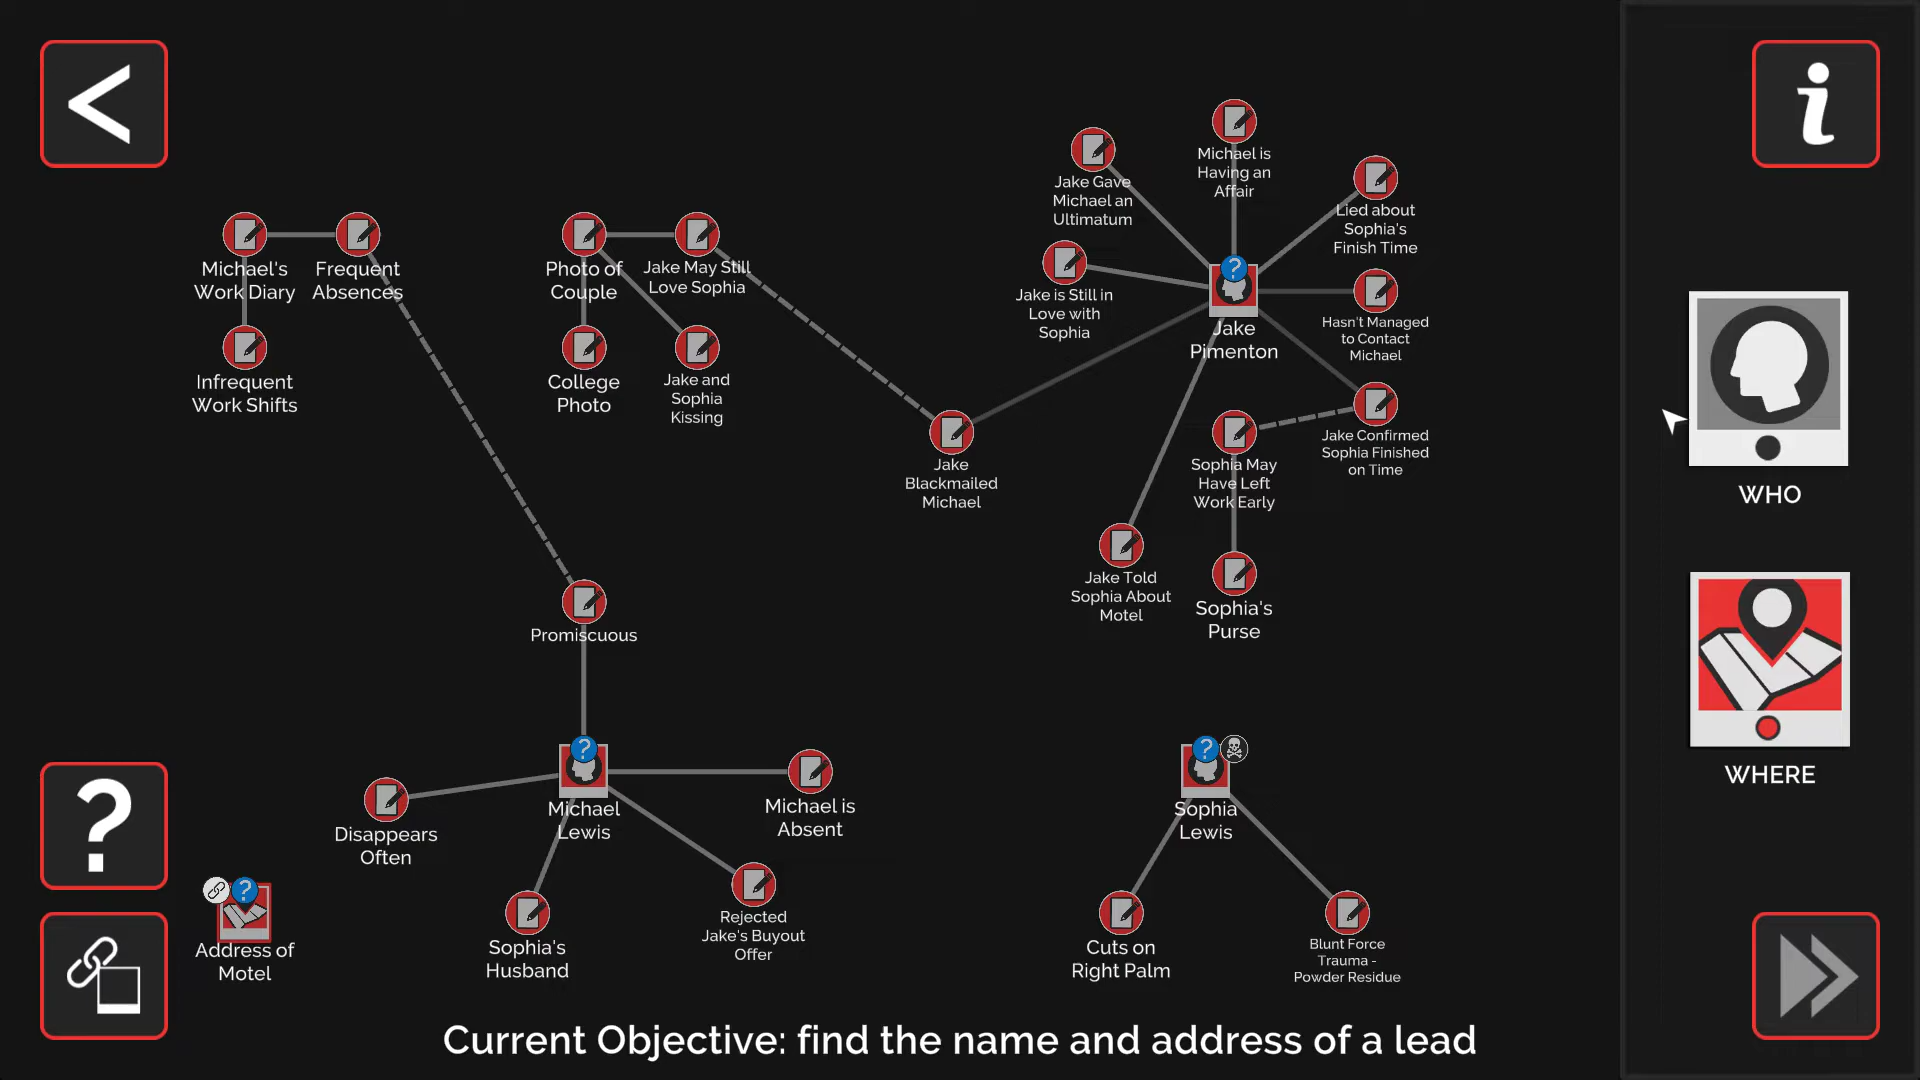 Michael is
Having an
Affair
Jake Gave
Michael an
Ultimatum
Lied about
Sophia's
Finish Time
Michael's
Work Diary
Frequent
Absences
Photo of
Couple
Jake May Still
Love Sophia
Jake is Still in
Love with
Sophia
Jake
Pimenton
Hasn't Managed
to Contact
Michael
Infrequent
Work Shifts
College
Photo
Jake and
Sophia
Kissing
Jake
Blackmailed
Michael
Sophia May
Have Left
Work Early
Jake Confirmed
Sophia Finished
on Time
WHO
Jake Told
Sophia About
Motel
Sophia's
Purse
Promiscuous
WHERE
Disappears
Often
Michael
Lewis
Michael is
Absent
Sophia
Lewis
Address of
Motel
Sophia's
Husband
Rejected
Jake's Buyout
Offer
Cuts on
Right Palm
Blunt Force
Trauma -
Powder Residue
Current Objective: find the name and address of a lead